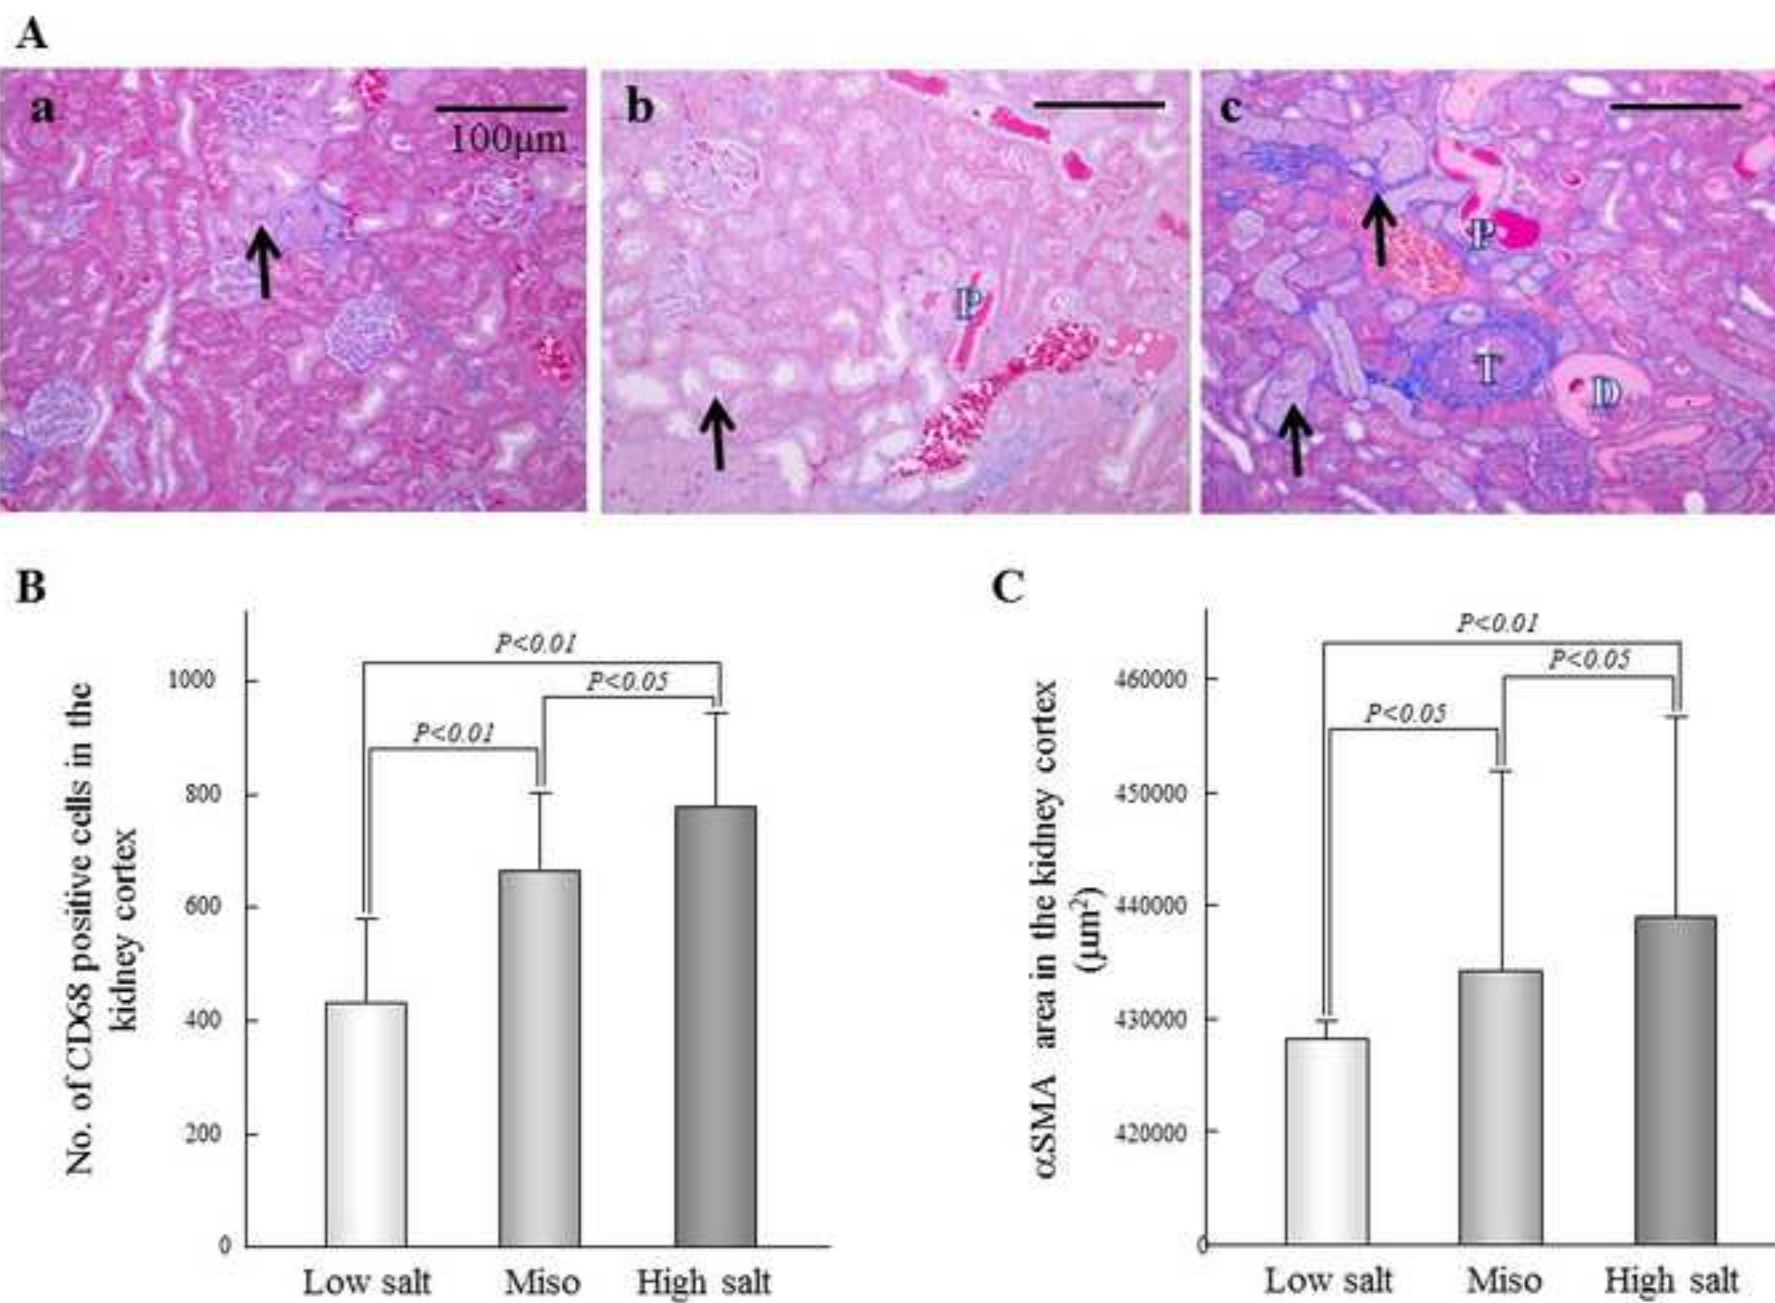 A
a
100μm
b
P
c
P
T
D
B
No. of CD68 positive cells in the
kidney cortex
1000
800
600
400
200
0
P<0.01
P<0.05
P<0.01
Low salt
Miso
High salt
C
αSMA area in the kidney cortex
(μm²)
460000
450000
440000
430000
420000
0
P<0.01
P<0.05
P<0.05
Low salt
Miso
High salt